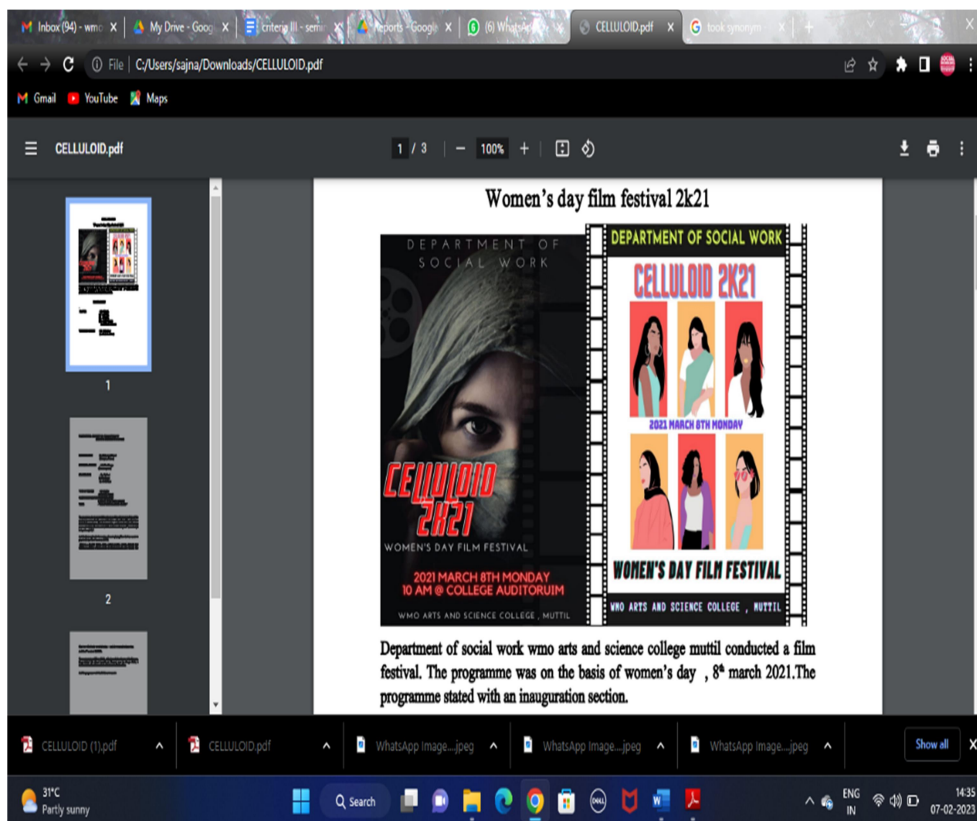 Inbox (94) - wmo
My Drive - Goog
criteria III - semi
Reports - Google
(6) WhatsApp
CELLULOID.pdf
took synonym
File | C:/Users/sajna/Downloads/CELLULOID.pdf
Gmail YouTube Maps
CELLULOID.pdf
1 / 3
100%
1
2
Women's day film festival 2k21
DEPARTMENT OF
SOCIAL WORK
CELLULOID
2K21
WOMEN'S DAY FILM FESTIVAL
2021 MARCH 8TH MONDAY
10 AM @ COLLEGE AUDITORUIM
WMO ARTS AND SCIENCE COLLEGE , MUTTIL
DEPARTMENT OF SOCIAL WORK
CELLULOID 2K21
2021 MARCH 8TH MONDAY
WOMEN'S DAY FILM FESTIVAL
WMO ARTS AND SCIENCE COLLEGE , MUTTIL
Department of social work wmo arts and science college muttil conducted a film
festival. The programme was on the basis of women's day , 8th march 2021.The
programme stated with an inauguration section.
CELLULOID (1).pdf
CELLULOID.pdf
WhatsApp Image....jpeg
WhatsApp Image....jpeg
WhatsApp Image....jpeg
Show all
31°C
Partly sunny
Search
DELL
ENG
IN
14:35
07-02-2023